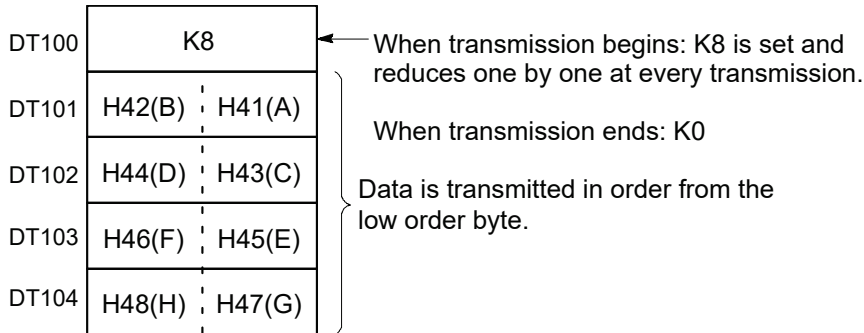 DT100 K8 When transmission begins: K8 is set and
reduces one by one at every transmission.
DT101 H42(B) H41(A)
When transmission ends: K0
DT102 H44(D) H43(C)
Data is transmitted in order from the
low order byte.
DT103 H46(F) H45(E)
DT104 H48(H) H47(G)